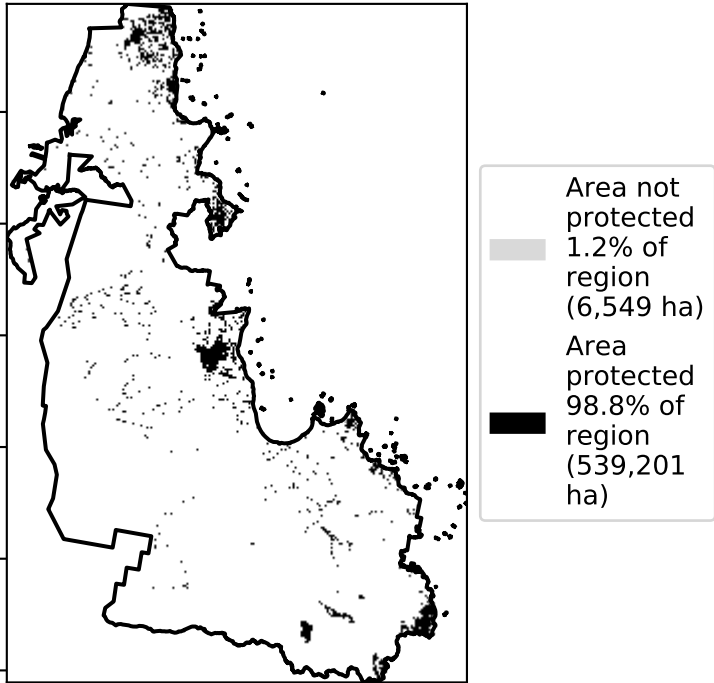 Area not
protected
1.2% of
region
(6,549 ha)
Area
protected
98.8% of
region
(539,201
ha)